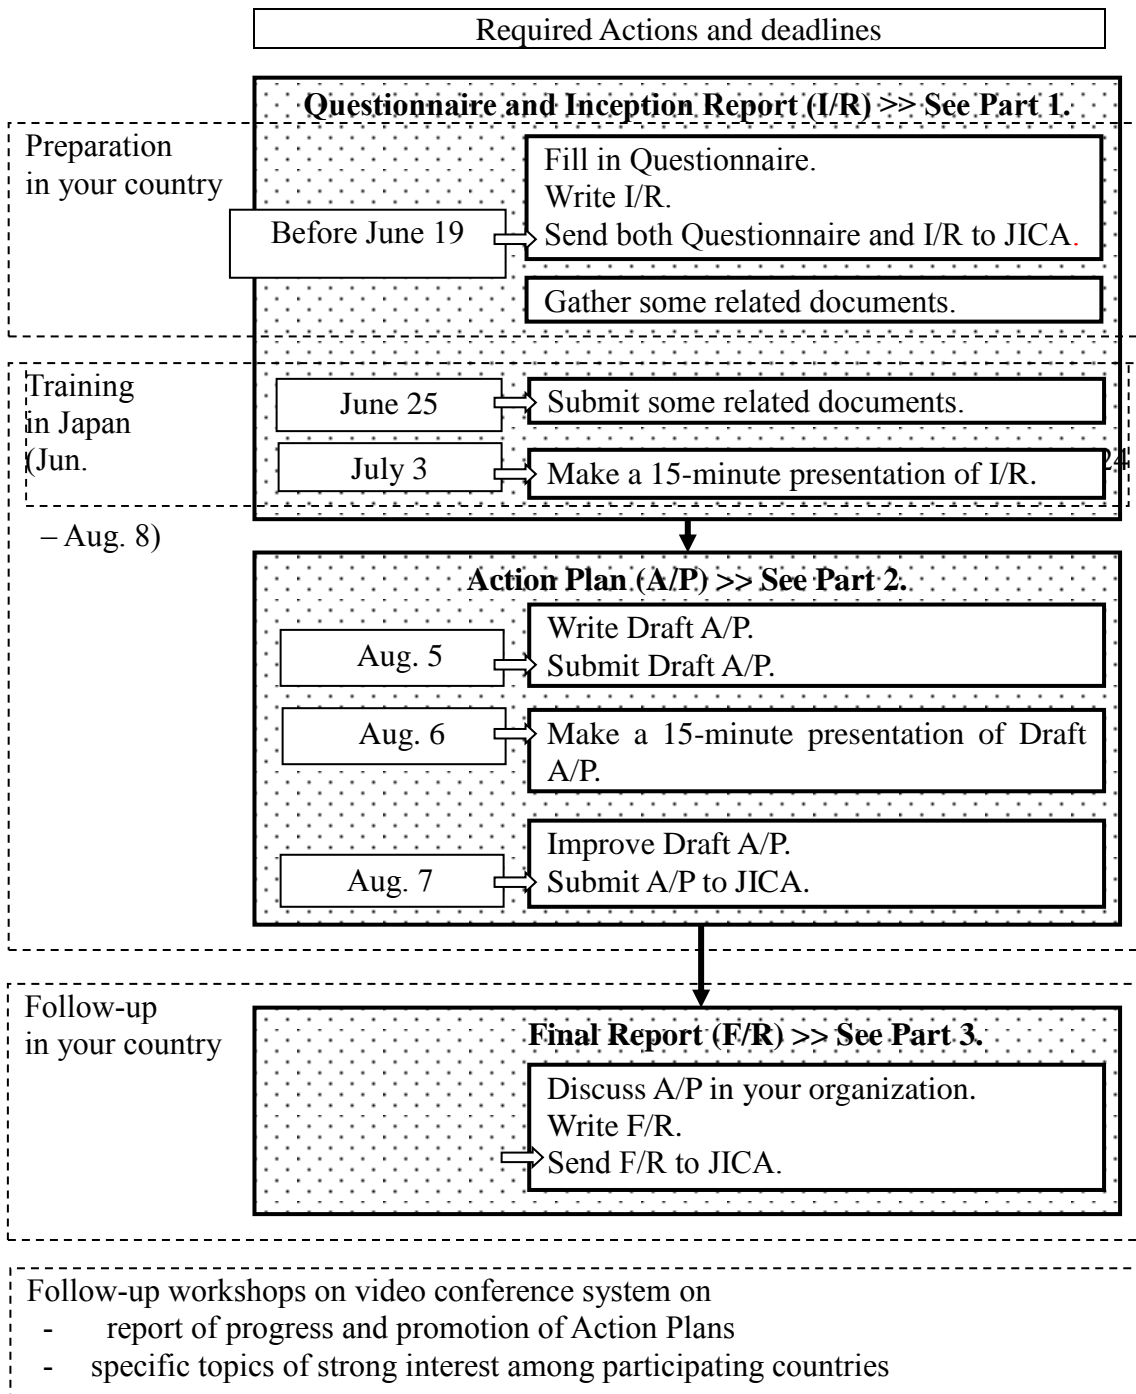 Required Actions and deadlines
Questionnaire and Inception Report (I/R) >> See Part 1.
Preparation
in your country
Fill in Questionnaire.
Write I/R.
Before June 19
Send both Questionnaire and I/R to JICA.
Gather some related documents.
Training
in Japan
(Jun. 24
– Aug. 8)
June 25
Submit some related documents.
July 3
Make a 15-minute presentation of I/R.
Action Plan (A/P) >> See Part 2.
Write Draft A/P.
Aug. 5
Submit Draft A/P.
Aug. 6
Make a 15-minute presentation of Draft
A/P.
Improve Draft A/P.
Aug. 7
Submit A/P to JICA.
Follow-up
in your country
Final Report (F/R) >> See Part 3.
Discuss A/P in your organization.
Write F/R.
Send F/R to JICA.
Follow-up workshops on video conference system on
- report of progress and promotion of Action Plans
- specific topics of strong interest among participating countries